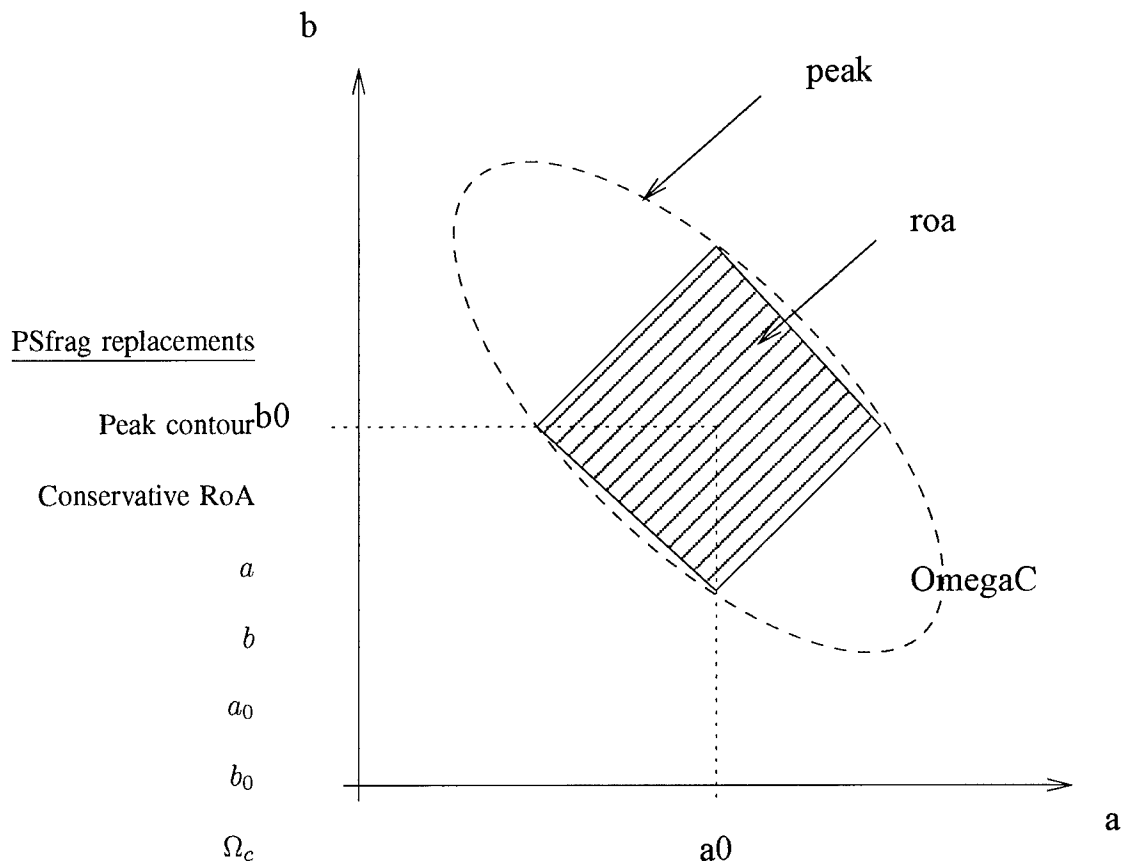 b
peak
roa
PSfrag replacements
Peak contour
b0
Conservative RoA
a
OmegaC
b
a₀
b₀
a
Ω_c
a0